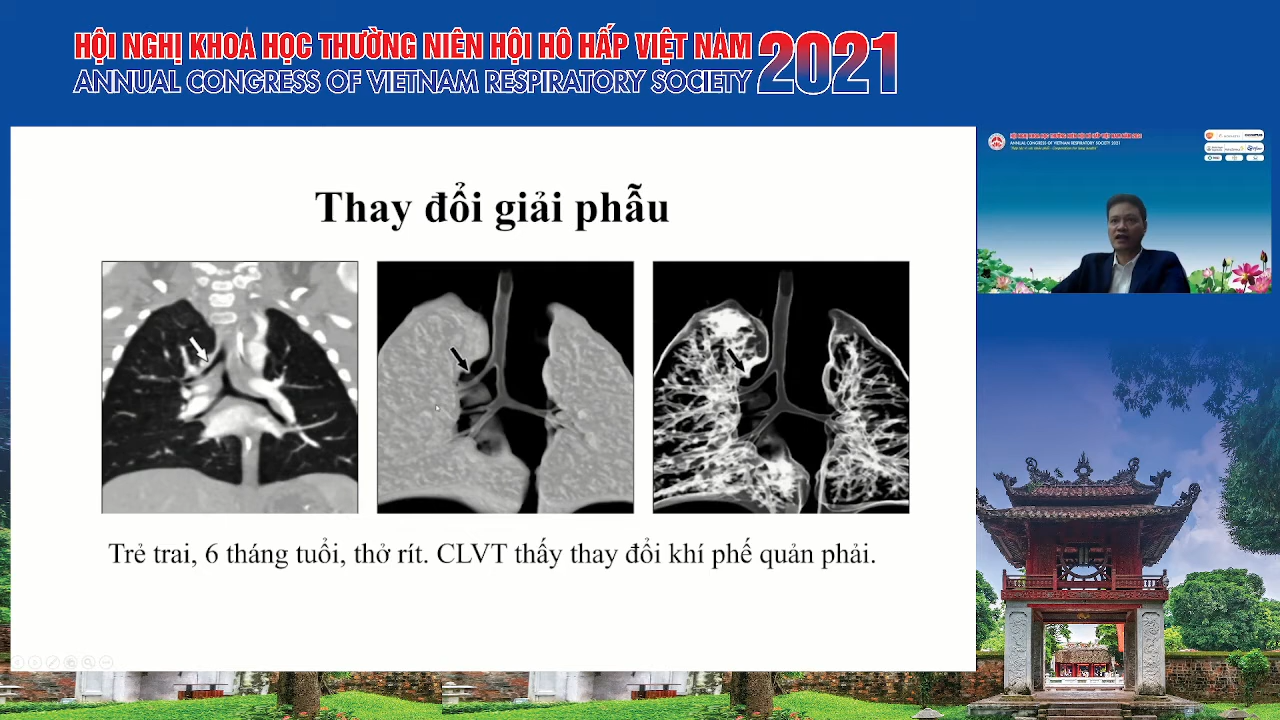 HỘI NGHỊ KHOA HỌC THƯỜNG NIÊN HỘI HÔ HẤP VIỆT NAM 2021
ANNUAL CONGRESS OF VIETNAM RESPIRATORY SOCIETY
ANNUAL CONGRESS OF VIETNAM RESPIRATORY SOCIETY 2021
Thay đổi giải phẫu
Trẻ trai, 6 tháng tuổi, thở rít. CLVT thấy thay đổi khí phế quản phải.